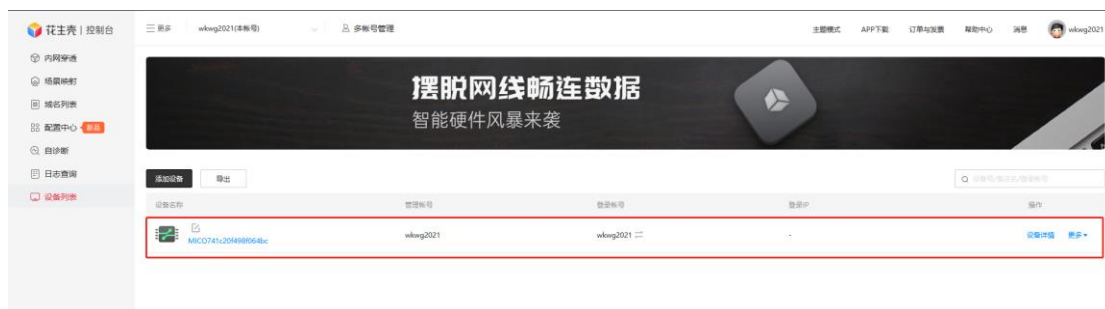 花生壳 | 控制台
更多
wkwg2021(本帐号)
多帐号管理
主题模式
APP下载
订单与发票
帮助中心
消息
wkwg2021
内网穿透
场景映射
域名列表
配置中心
新品
自诊断
日志查询
设备列表
摆脱网线畅连数据
智能硬件风暴来袭
添加设备
导出
设备名称
管理帐号
登录帐号
登录IP
操作
MICO741c20f498f064bc
wkwg2021
wkwg2021
-
设备详情
更多